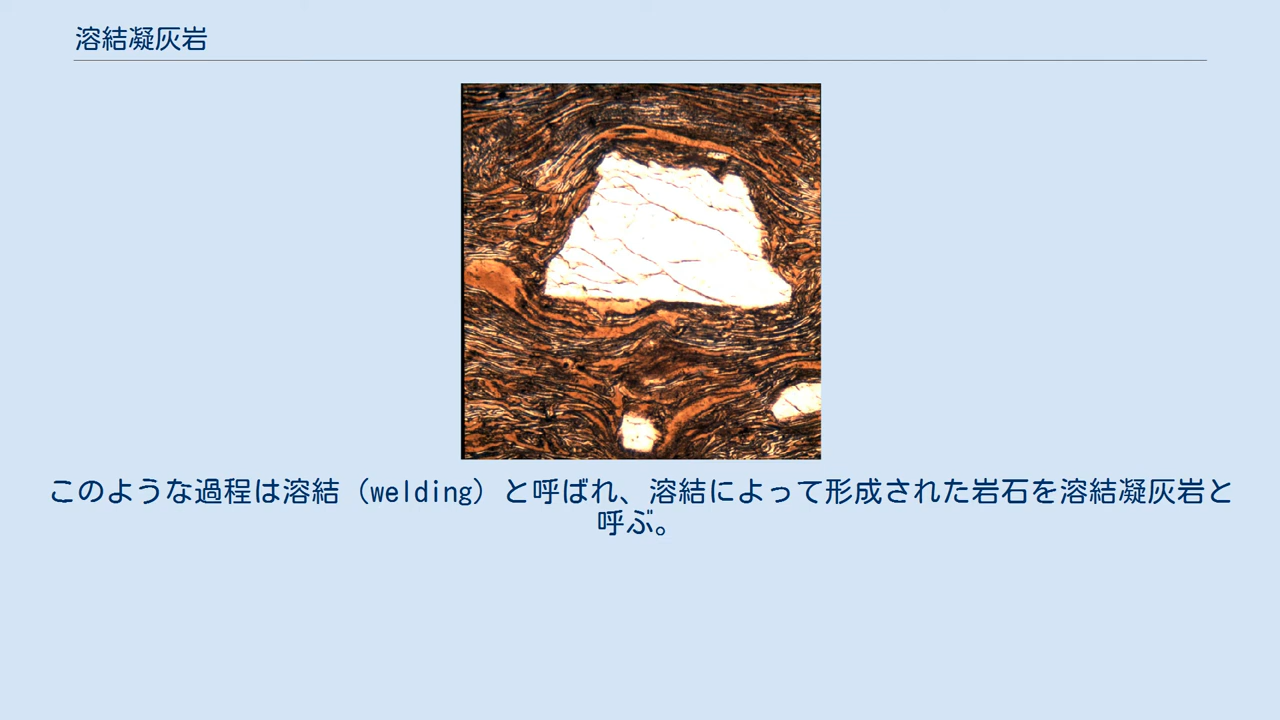 溶結凝灰岩
このような過程は溶結（welding）と呼ばれ、溶結によって形成された岩石を溶結凝灰岩と
呼ぶ。